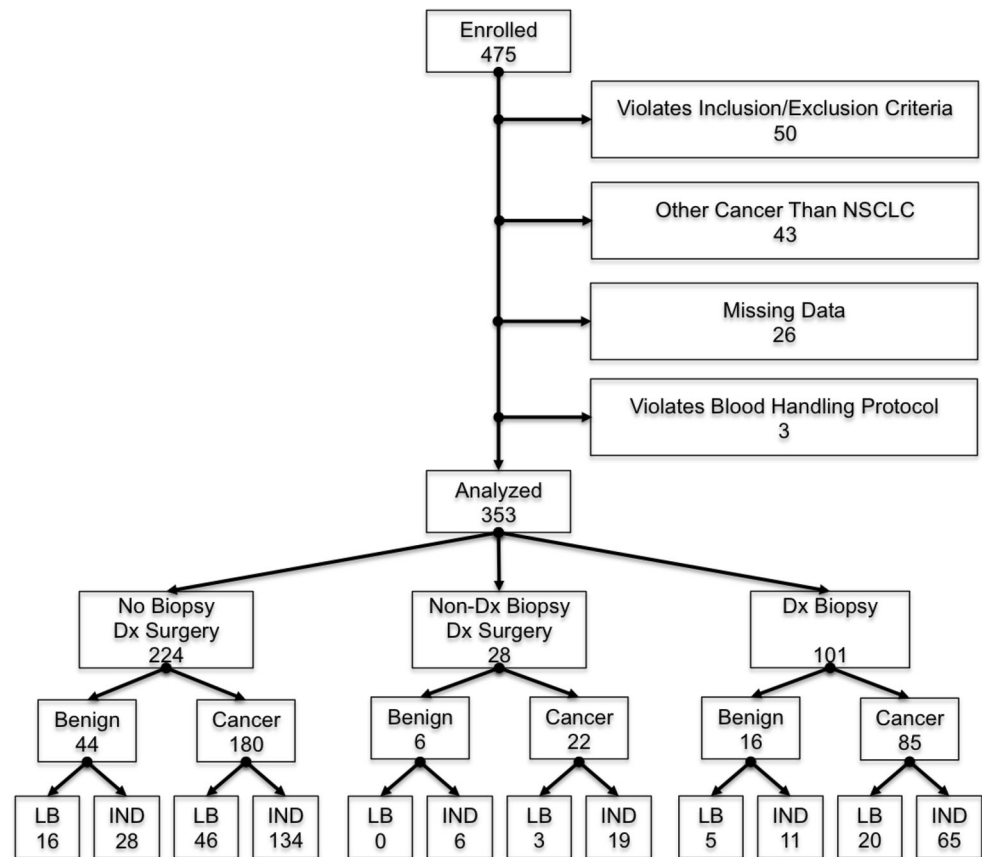 Enrolled
475
Violates Inclusion/Exclusion Criteria
50
Other Cancer Than NSCLC
43
Missing Data
26
Violates Blood Handling Protocol
3
Analyzed
353
No Biopsy
Dx Surgery
224
Non-Dx Biopsy
Dx Surgery
28
Dx Biopsy
101
Benign
44
Cancer
180
Benign
6
Cancer
22
Benign
16
Cancer
85
LB
16
IND
28
LB
46
IND
134
LB
0
IND
6
LB
3
IND
19
LB
5
IND
11
LB
20
IND
65